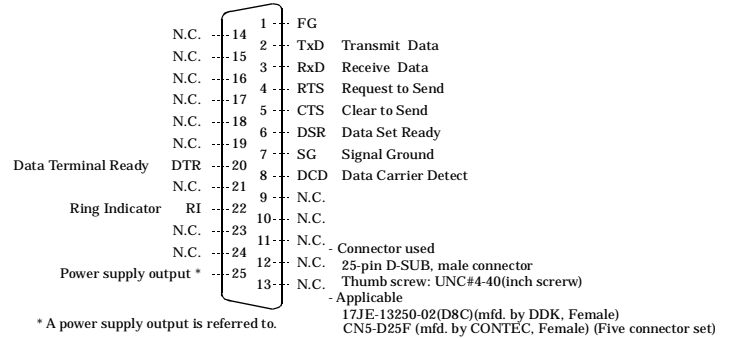 1 FG
N.C. 14
2 TxD Transmit Data
N.C. 15
3 RxD Receive Data
N.C. 16
4 RTS Request to Send
N.C. 17
5 CTS Clear to Send
N.C. 18
6 DSR Data Set Ready
N.C. 19
7 SG Signal Ground
Data Terminal Ready DTR 20
8 DCD Data Carrier Detect
N.C. 21
9 N.C.
Ring Indicator RI 22
10 N.C.
N.C. 23
11 N.C.
N.C. 24
12 N.C.
Power supply output * 25
13 N.C.
- Connector used
25-pin D-SUB, male connector
Thumb screw: UNC#4-40(inch screrw)
- Applicable
17JE-13250-02(D8C)(mfd. by DDK, Female)
CN5-D25F (mfd. by CONTEC, Female) (Five connector set)
* A power supply output is referred to.